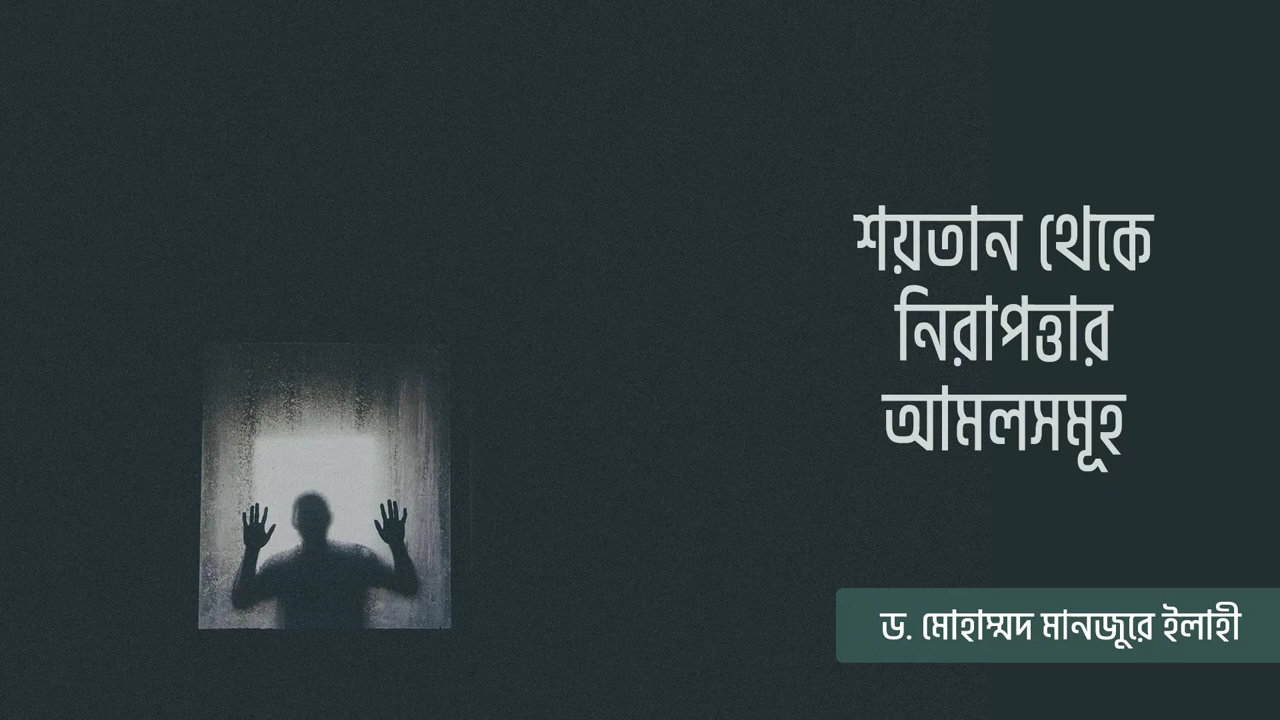 শয়তান থেকে
নিরাপত্তার
আমলসমূহ
ড. মোহাম্মদ মানজুরে ইলাহী